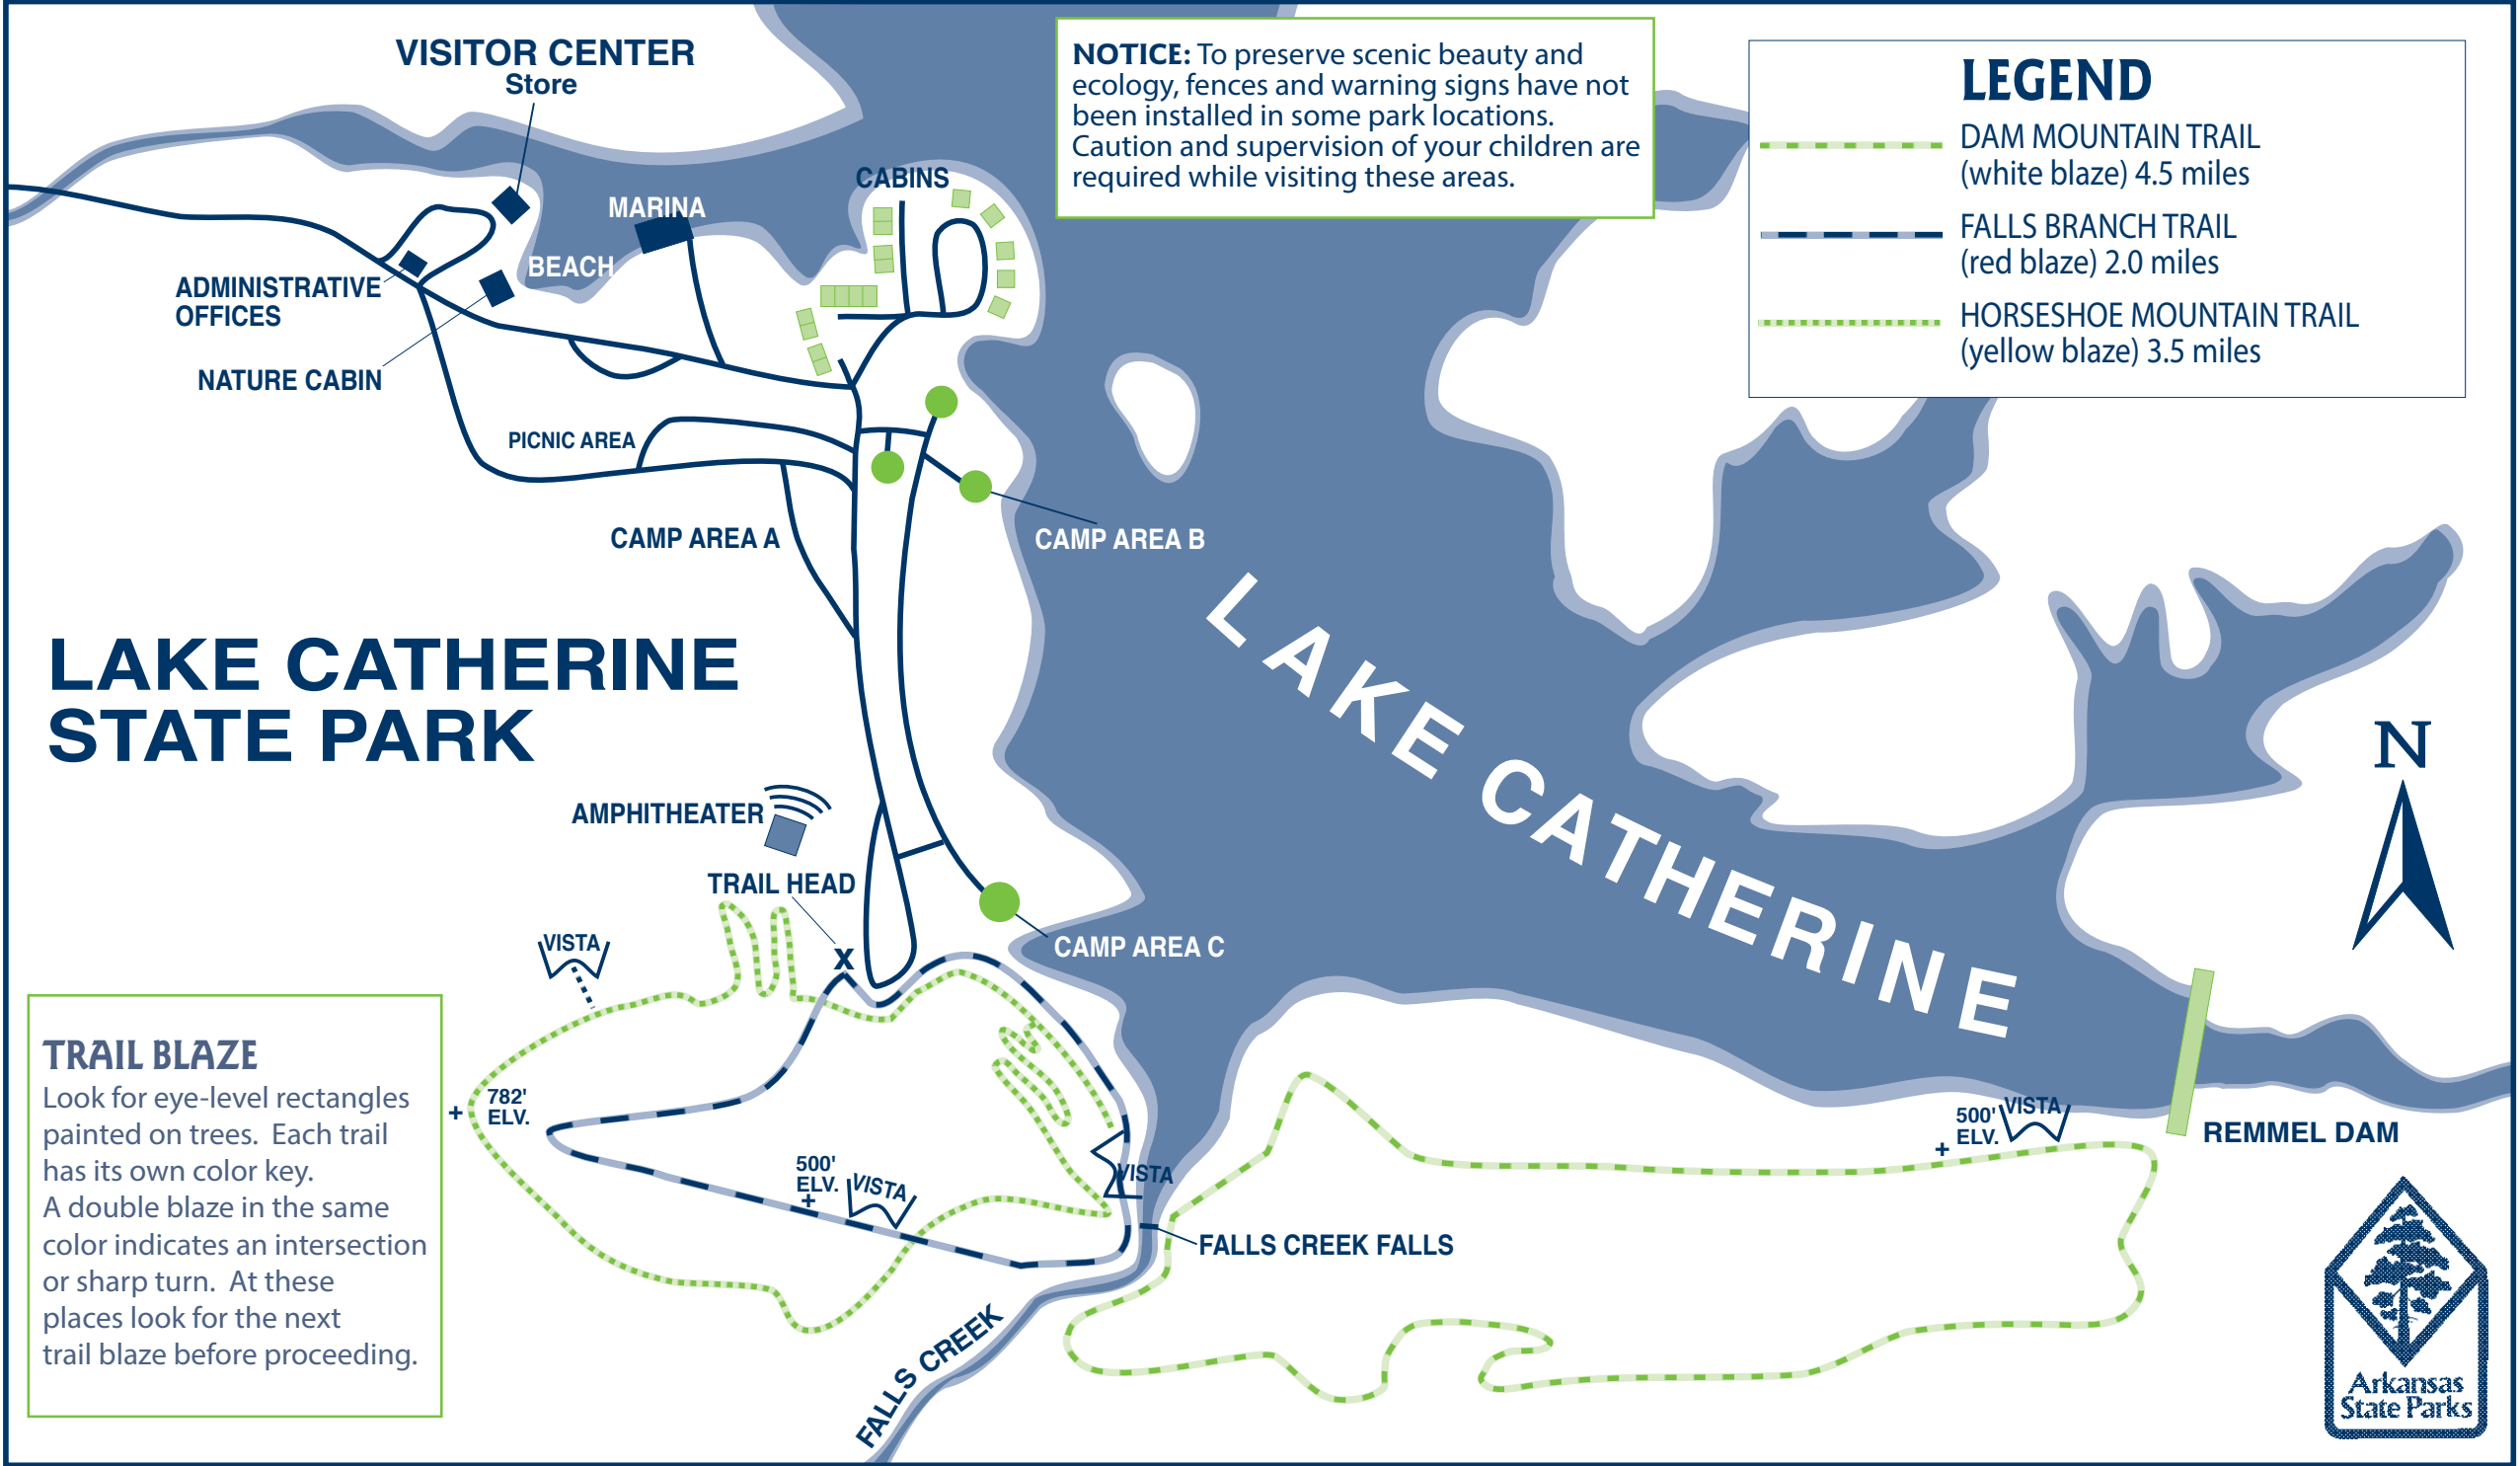 VISITOR CENTER
Store
NOTICE: To preserve scenic beauty and
ecology, fences and warning signs have not
been installed in some park locations.
Caution and supervision of your children are
required while visiting these areas.
LEGEND
DAM MOUNTAIN TRAIL
(white blaze) 4.5 miles
FALLS BRANCH TRAIL
(red blaze) 2.0 miles
HORSESHOE MOUNTAIN TRAIL
(yellow blaze) 3.5 miles
CABINS
MARINA
BEACH
ADMINISTRATIVE
OFFICES
NATURE CABIN
PICNIC AREA
CAMP AREA A
CAMP AREA B
LAKE CATHERINE
STATE PARK
LAKE CATHERINE
N
AMPHITHEATER
TRAIL HEAD
X
VISTA
CAMP AREA C
TRAIL BLAZE
Look for eye-level rectangles
painted on trees. Each trail
has its own color key.
A double blaze in the same
color indicates an intersection
or sharp turn. At these
places look for the next
trail blaze before proceeding.
+ 782'
ELV.
500'
ELV.
+
VISTA
VISTA
500'
ELV.
+
VISTA
REMMEL DAM
FALLS CREEK FALLS
FALLS CREEK
Arkansas
State Parks